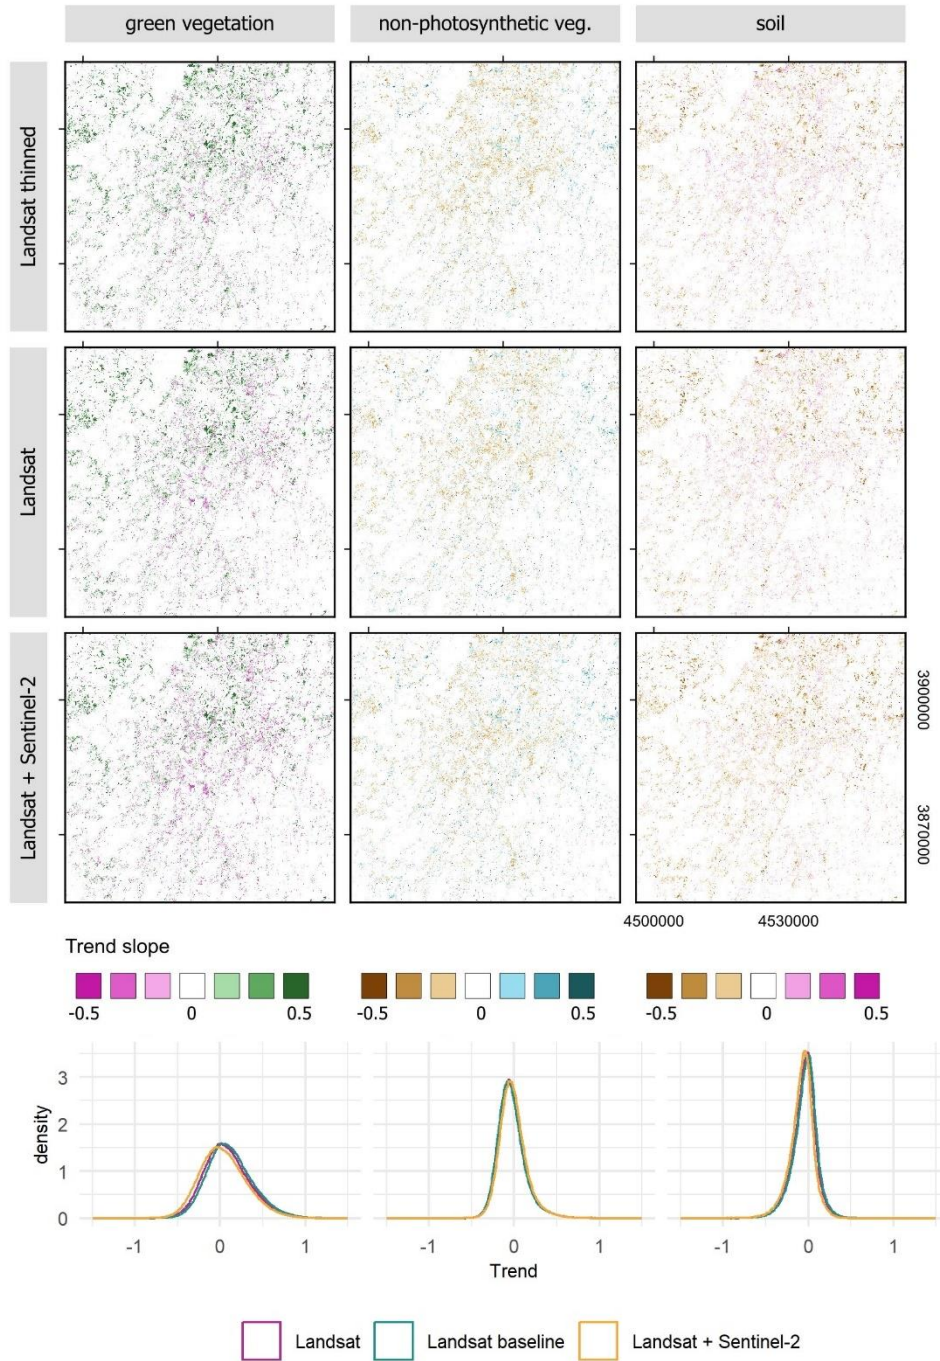 green vegetation
non-photosynthetic veg.
soil
Landsat thinned
Landsat
Landsat + Sentinel-2
3900000
3870000
4500000 4530000
Trend slope
-0.5 0 0.5
-0.5 0 0.5
-0.5 0 0.5
density
3
2
1
0
-1 0 1
-1 0 1
-1 0 1
Trend
Landsat
Landsat baseline
Landsat + Sentinel-2